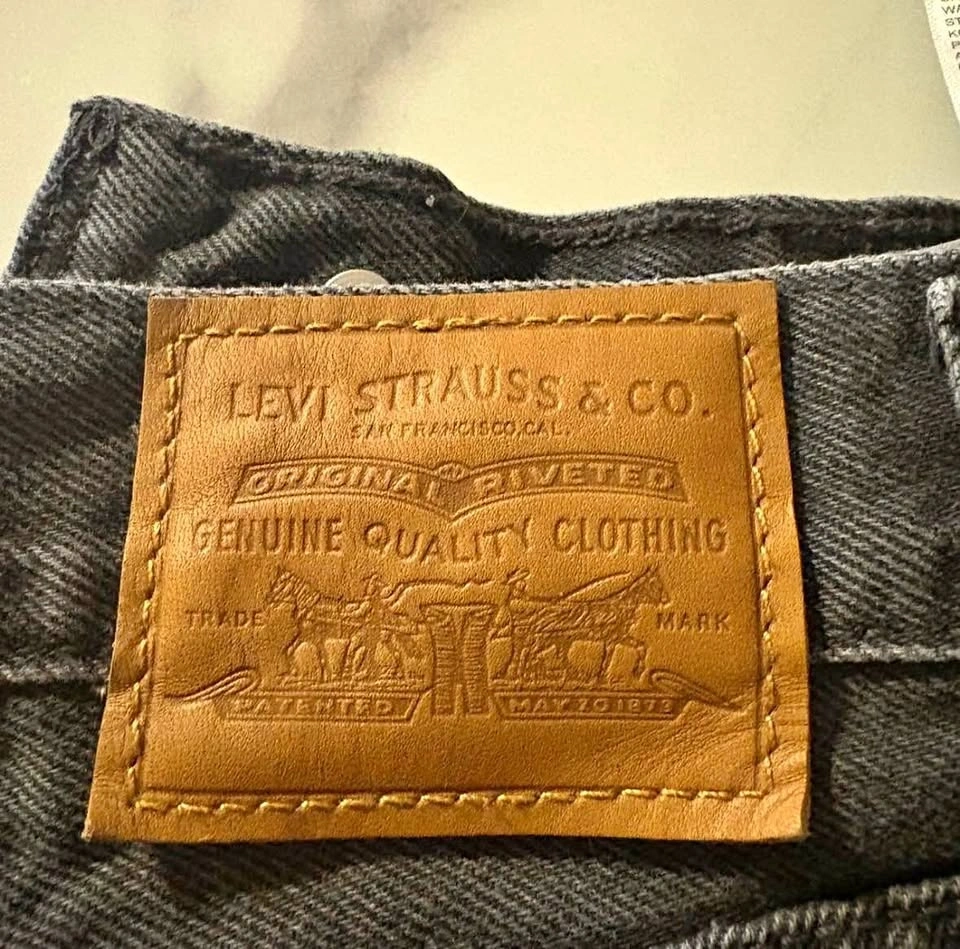 LEVI STRAUSS & CO.
SAN FRANCISCO, CAL.
ORIGINAL RIVETED
GENUINE QUALITY CLOTHING
TRADE MARK
PATENTED MAY 20 1873